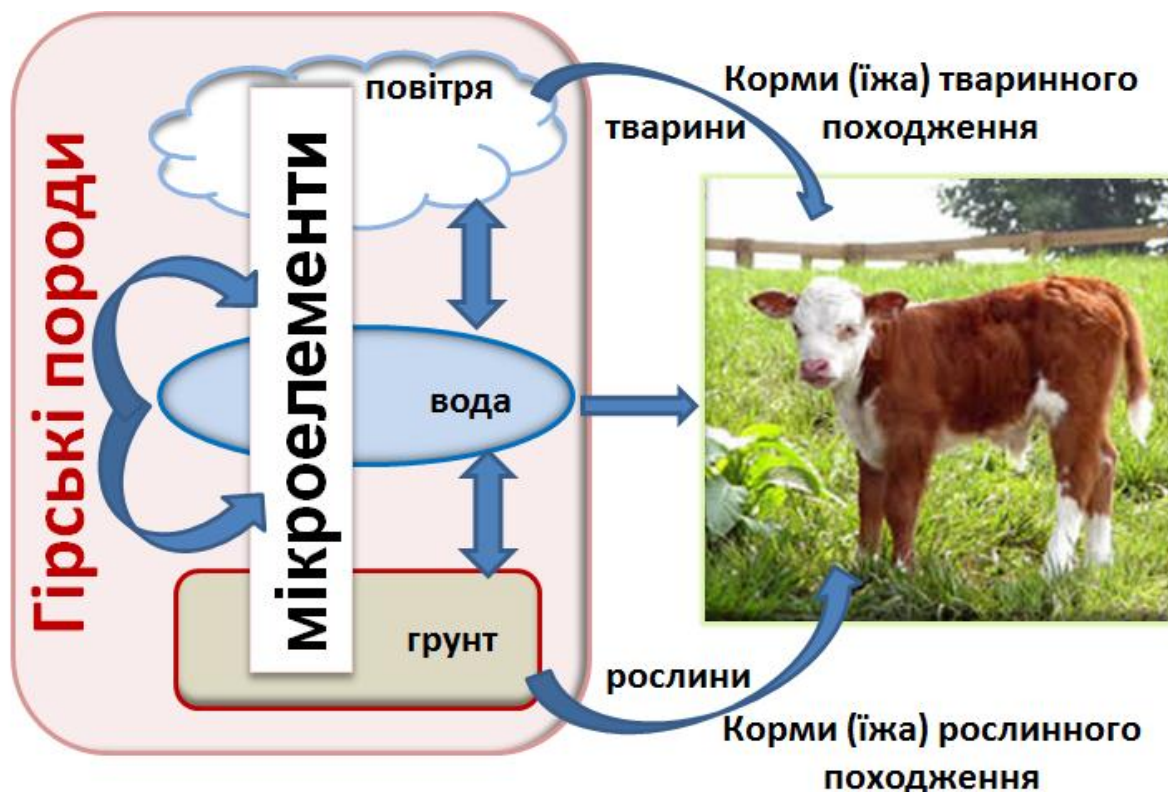 Гірські породи
мікроелементи
повітря
вода
грунт
тварини
Корми (їжа) тваринного
походження
рослини
Корми (їжа) рослинного
походження